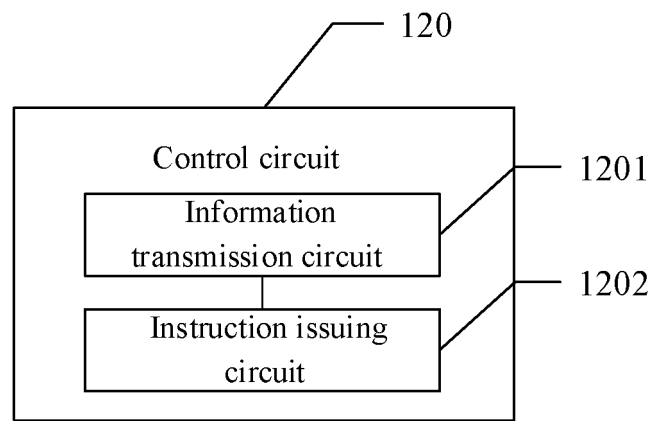 120
Control circuit
1201
Information
transmission circuit
1202
Instruction issuing
circuit